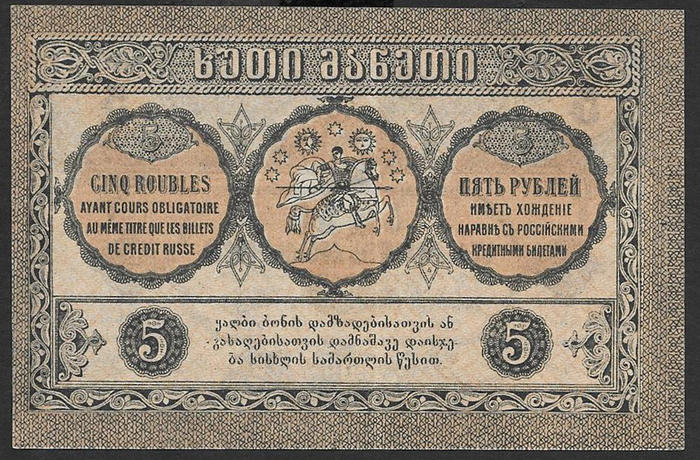 ხუთი მანეთი
5
CINQ ROUBLES
AYANT COURS OBLIGATOIRE
AU MÉME TITRE QUE LES BILLETS
DE CREDIT RUSSE
5
ПЯТЬ РУБЛЕЙ
ИМѢЕТЪ ХОЖДЕНІЕ
НАРАВНѢ СЪ РОССІЙСКИМИ
КРЕДИТНЫМИ БИЛЕТАМИ
5
ყალბი ბონის დამზადებისათვის ან
გასაღებისათვის დამნაშავე დაისჯე-
ბა სისხლის სამართლის წესით.
5